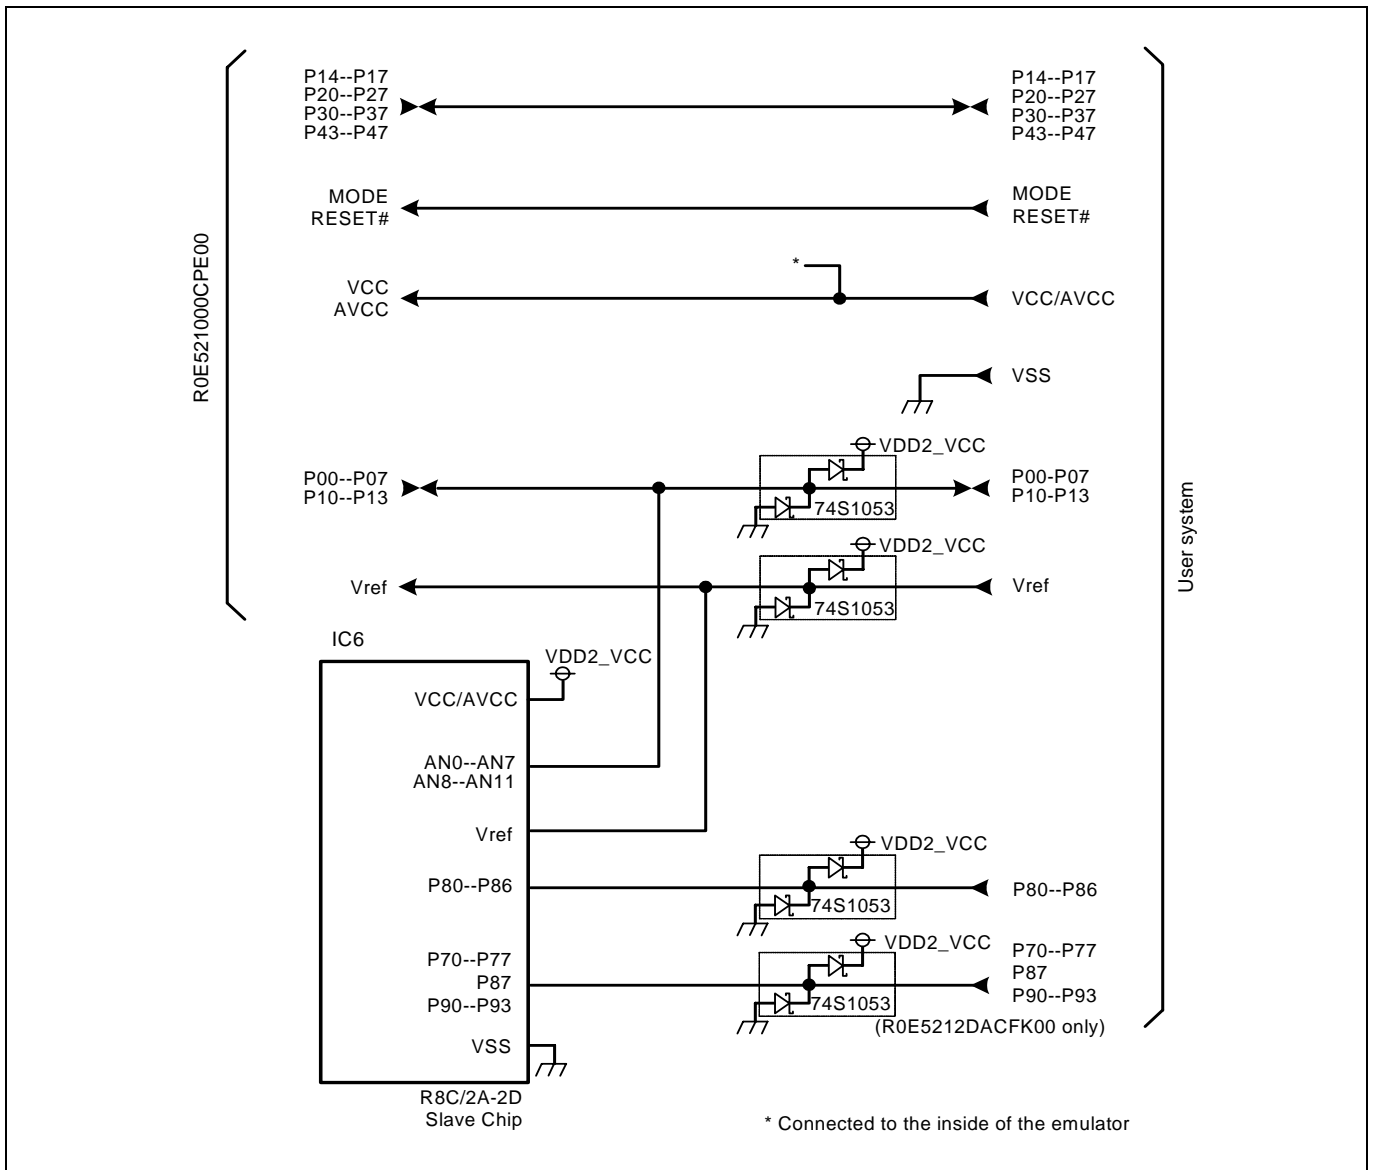 P14--P17
P20--P27
P30--P37
P43--P47
P14--P17
P20--P27
P30--P37
P43--P47
MODE
RESET#
MODE
RESET#
R0E521000CPE00
*
VCC
AVCC
VCC/AVCC
VSS
VDD2_VCC
P00--P07
P10--P13
74S1053
P00-P07
P10-P13
User system
VDD2_VCC
Vref
74S1053
Vref
IC6
VDD2_VCC
VCC/AVCC
AN0--AN7
AN8--AN11
Vref
VDD2_VCC
P80--P86
74S1053
P80--P86
VDD2_VCC
P70--P77
P87
P90--P93
74S1053
P70--P77
P87
P90--P93
(R0E5212DACFK00 only)
VSS
R8C/2A-2D
Slave Chip
* Connected to the inside of the emulator